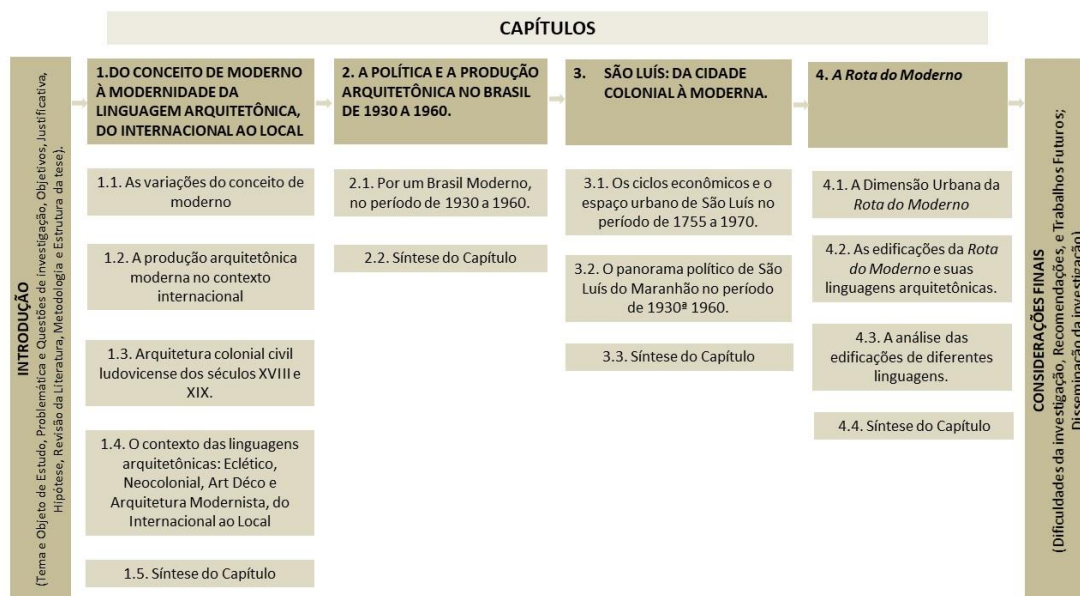 CAPÍTULOS
INTRODUÇÃO
(Tema e Objeto de Estudo, Problemática e Questões de investigação, Objetivos, Justificativa,
Hipótese, Revisão da Literatura, Metodologia e Estrutura da tese).
1.DO CONCEITO DE MODERNO
À MODERNIDADE DA
LINGUAGEM ARQUITETÔNICA,
DO INTERNACIONAL AO LOCAL
1.1. As variações do conceito de
moderno
1.2. A produção arquitetônica
moderna no contexto
internacional
1.3. Arquitetura colonial civil
ludovicense dos séculos XVIII e
XIX.
1.4. O contexto das linguagens
arquitetônicas: Eclético,
Neocolonial, Art Déco e
Arquitetura Modernista, do
Internacional ao Local
1.5. Síntese do Capítulo
2. A POLÍTICA E A PRODUÇÃO
ARQUITETÔNICA NO BRASIL
DE 1930 A 1960.
2.1. Por um Brasil Moderno,
no período de 1930 a 1960.
2.2. Síntese do Capítulo
3. SÃO LUÍS: DA CIDADE
COLONIAL À MODERNA.
3.1. Os ciclos econômicos e o
espaço urbano de São Luís no
período de 1755 a 1970.
3.2. O panorama político de São
Luís do Maranhão no período
de 1930ª 1960.
3.3. Síntese do Capítulo
4. A Rota do Moderno
4.1. A Dimensão Urbana da
Rota do Moderno
4.2. As edificações da Rota
do Moderno e suas
linguagens arquitetônicas.
4.3. A análise das
edificações de diferentes
linguagens.
4.4. Síntese do Capítulo
CONSIDERAÇÕES FINAIS
(Dificuldades da investigação, Recomendações, e Trabalhos Futuros;
Disseminação da investigação)